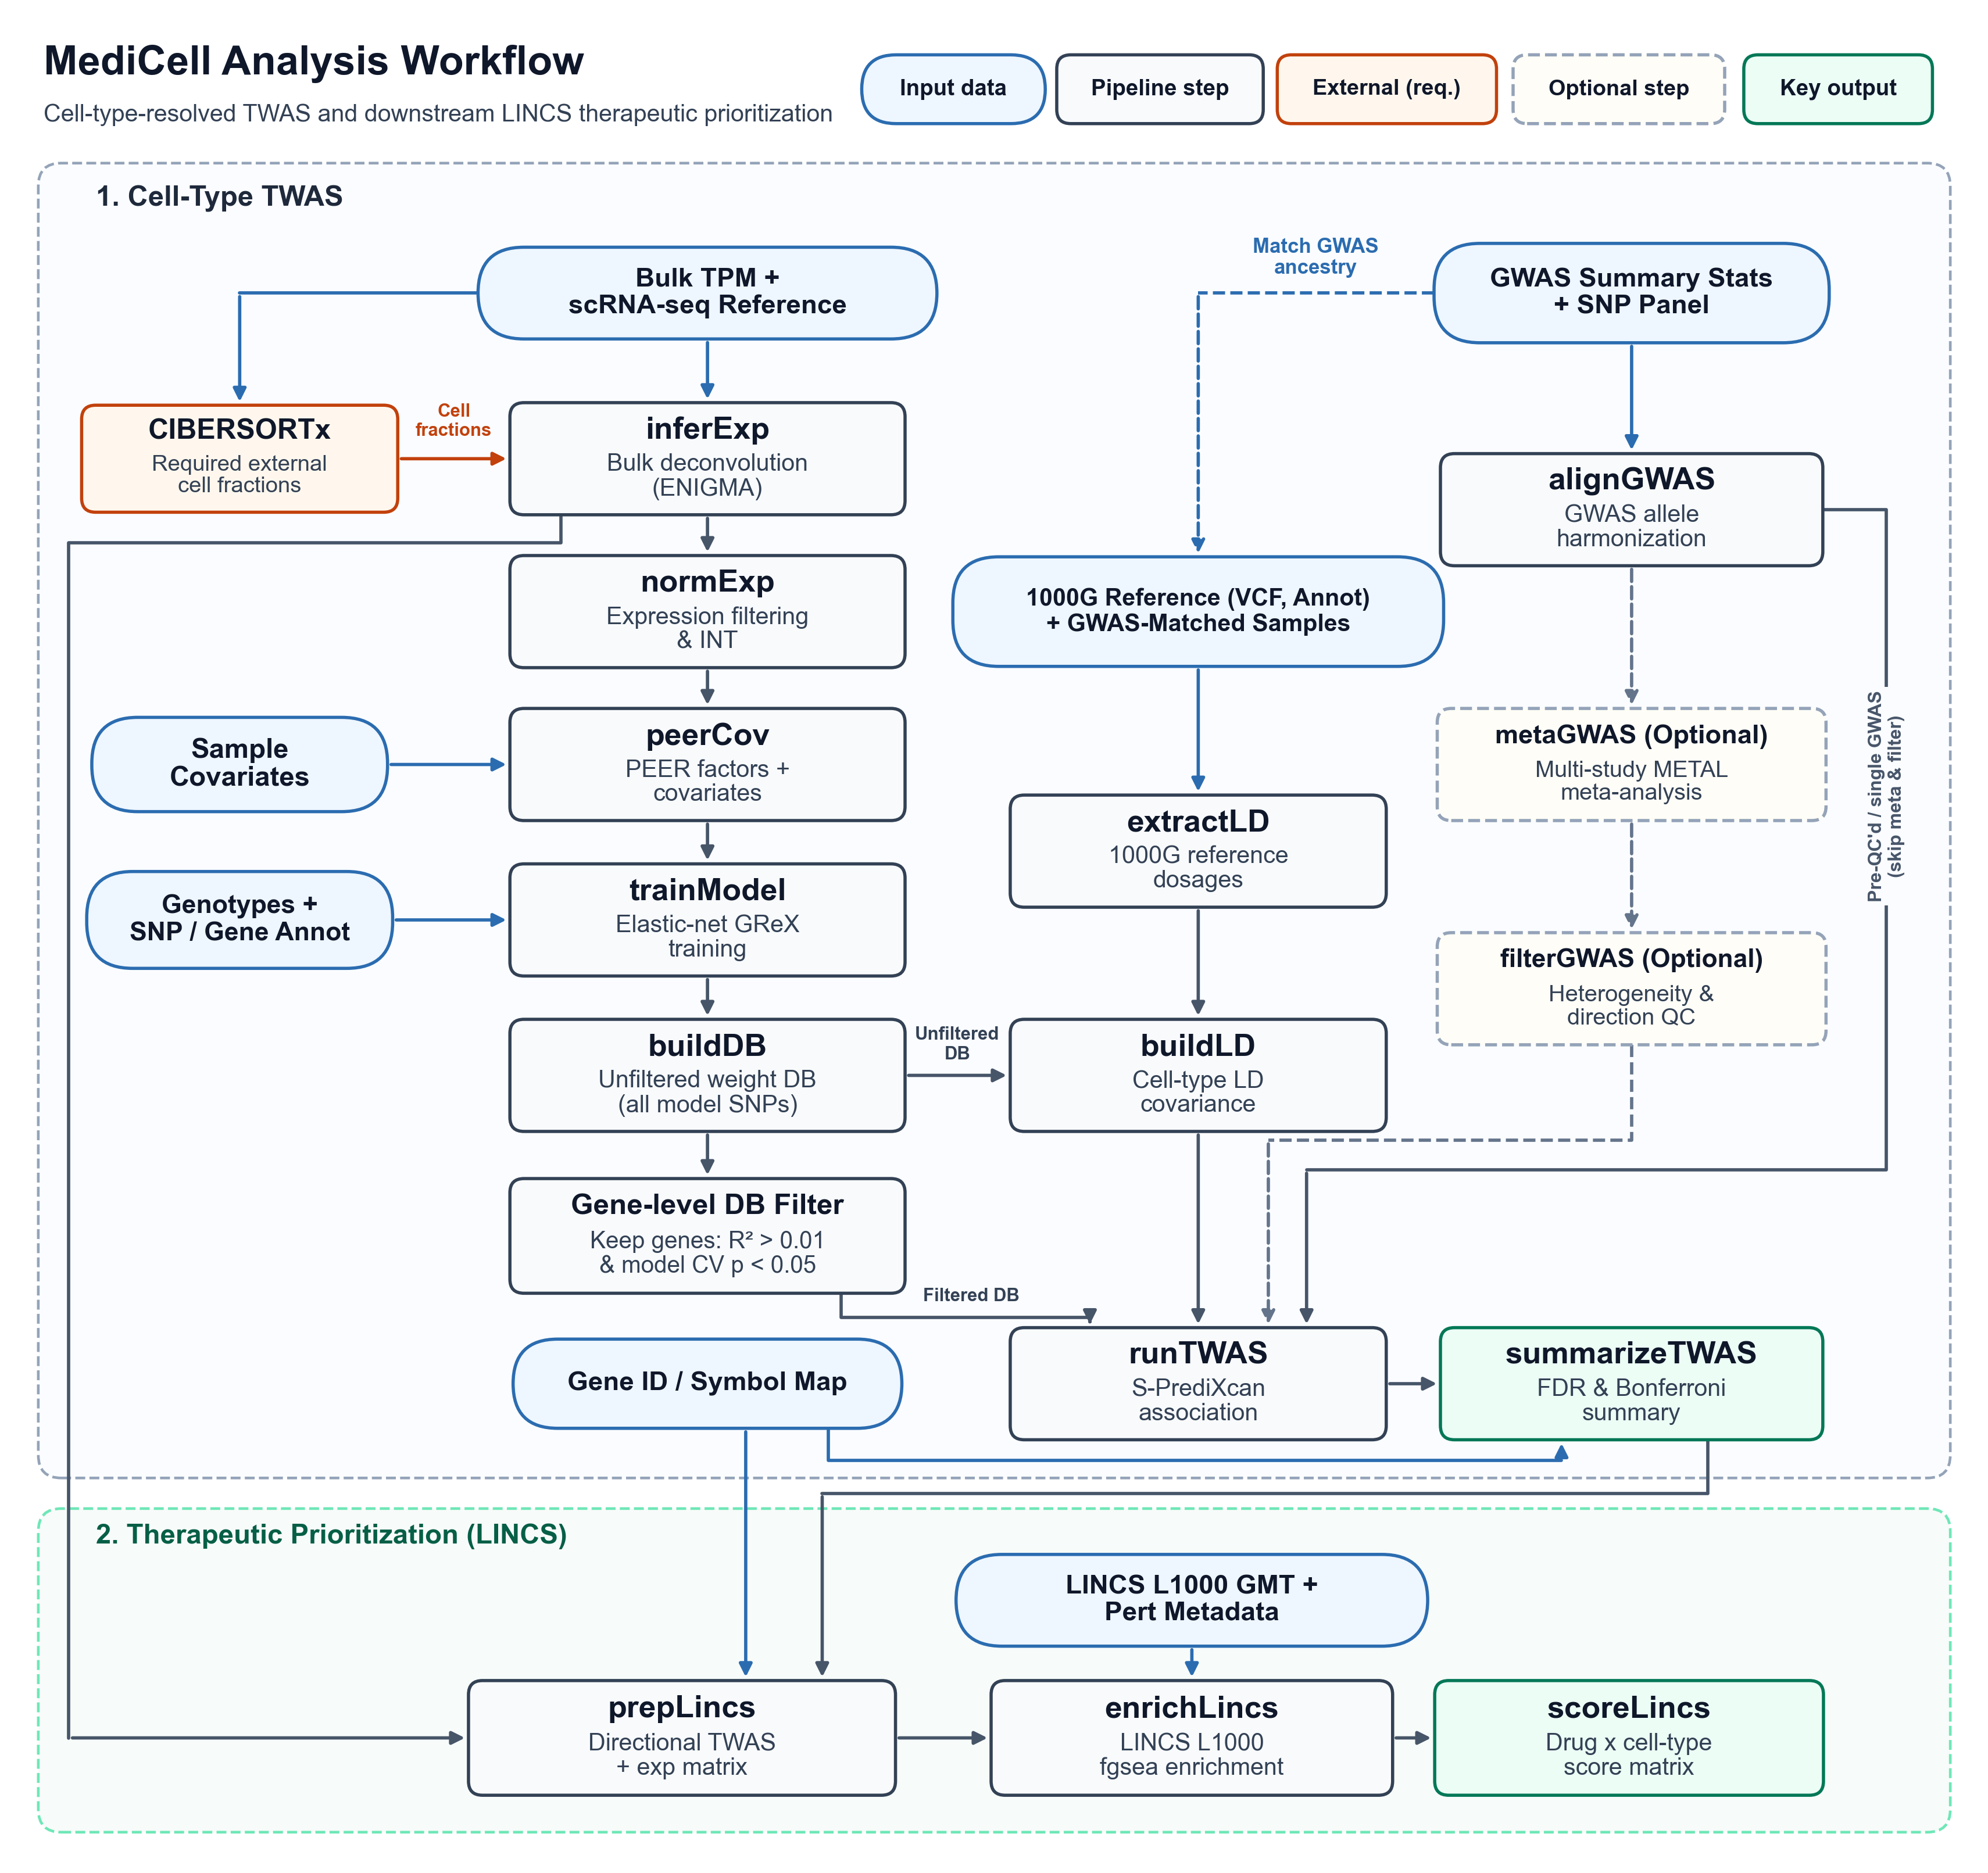 MediCell Analysis Workflow
Cell-type-resolved TWAS and downstream LINCS therapeutic prioritization
Input data
Pipeline step
External (req.)
Optional step
Key output
1. Cell-Type TWAS
Bulk TPM +
scRNA-seq Reference
Match GWAS
ancestry
GWAS Summary Stats
+ SNP Panel
CIBERSORTx
Required external
cell fractions
Cell
fractions
inferExp
Bulk deconvolution
(ENIGMA)
alignGWAS
GWAS allele
harmonization
normExp
Expression filtering
& INT
1000G Reference (VCF, Annot)
+ GWAS-Matched Samples
Sample
Covariates
peerCov
PEER factors +
covariates
metaGWAS (Optional)
Multi-study METAL
meta-analysis
Pre-QC'd / single GWAS
(skip meta & filter)
extractLD
1000G reference
dosages
Genotypes +
SNP / Gene Annot
trainModel
Elastic-net GReX
training
filterGWAS (Optional)
Heterogeneity &
direction QC
buildDB
Unfiltered weight DB
(all model SNPs)
Unfiltered
DB
buildLD
Cell-type LD
covariance
Gene-level DB Filter
Keep genes: R² > 0.01
& model CV p < 0.05
Filtered DB
Gene ID / Symbol Map
runTWAS
S-PrediXcan
association
summarizeTWAS
FDR & Bonferroni
summary
2. Therapeutic Prioritization (LINCS)
LINCS L1000 GMT +
Pert Metadata
prepLincs
Directional TWAS
+ exp matrix
enrichLincs
LINCS L1000
fgsea enrichment
scoreLincs
Drug x cell-type
score matrix